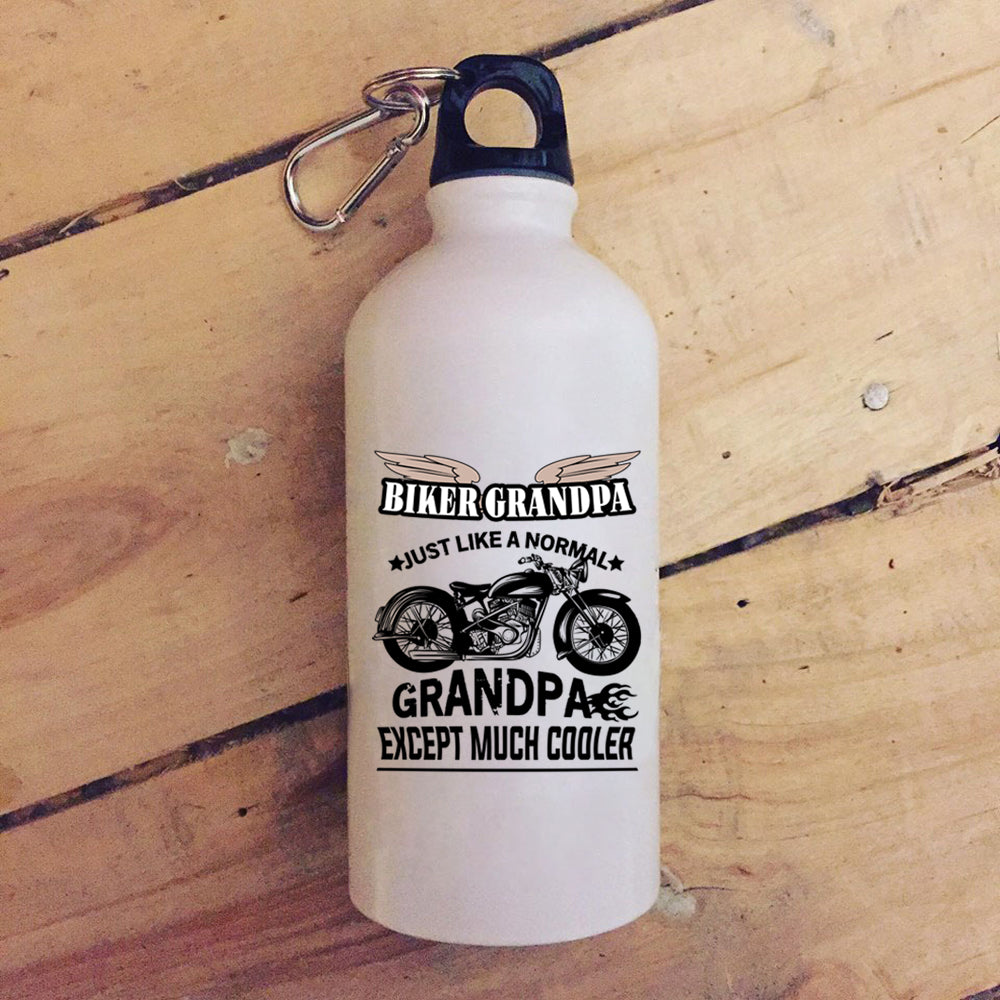 BIKER GRANDPA
JUST LIKE A NORMAL
GRANDPA
EXCEPT MUCH COOLER